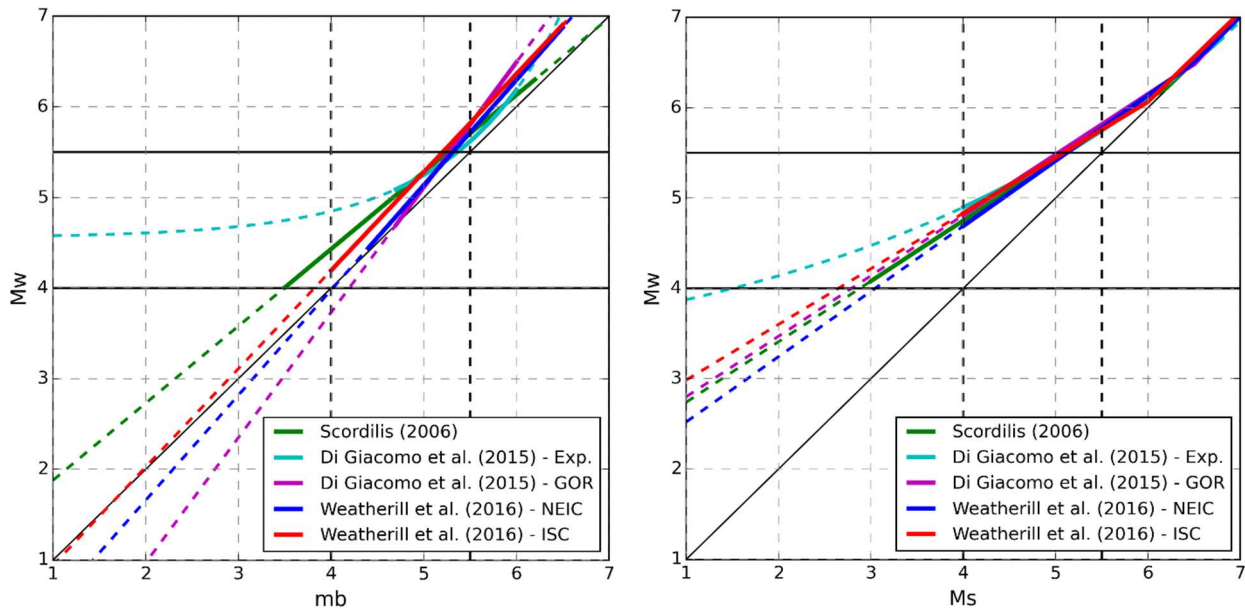 7
6
5
4
3
2
1
Mw
1 2 3 4 5 6 7
mb
Scordilis (2006)
Di Giacomo et al. (2015) - Exp.
Di Giacomo et al. (2015) - GOR
Weatherill et al. (2016) - NEIC
Weatherill et al. (2016) - ISC
7
6
5
4
3
2
1
Mw
1 2 3 4 5 6 7
Ms
Scordilis (2006)
Di Giacomo et al. (2015) - Exp.
Di Giacomo et al. (2015) - GOR
Weatherill et al. (2016) - NEIC
Weatherill et al. (2016) - ISC